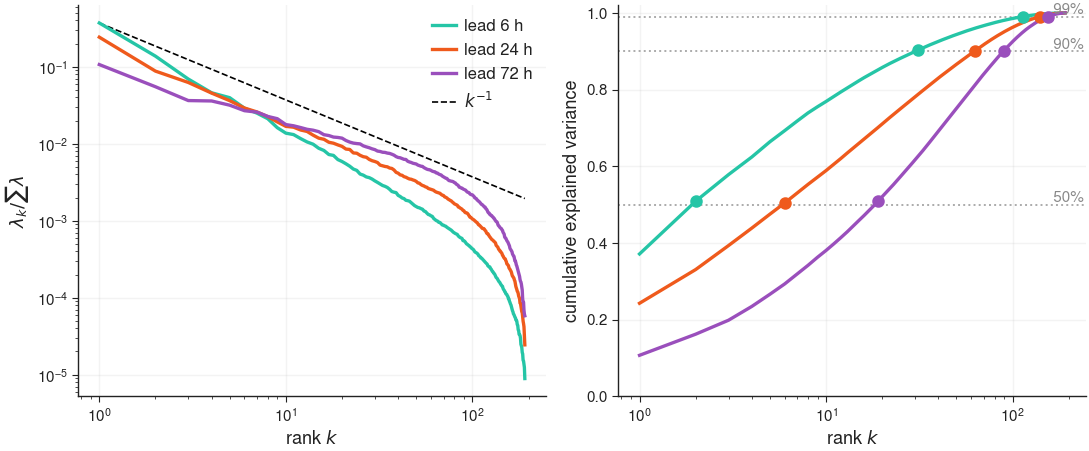 lead 6 h
lead 24 h
lead 72 h
k⁻¹
10⁻¹
10⁻²
10⁻³
10⁻⁴
10⁻⁵
λₖ/∑λ
10⁰
10¹
10²
rank k
99%
90%
50%
1.0
0.8
0.6
0.4
0.2
0.0
cumulative explained variance
10⁰
10¹
10²
rank k